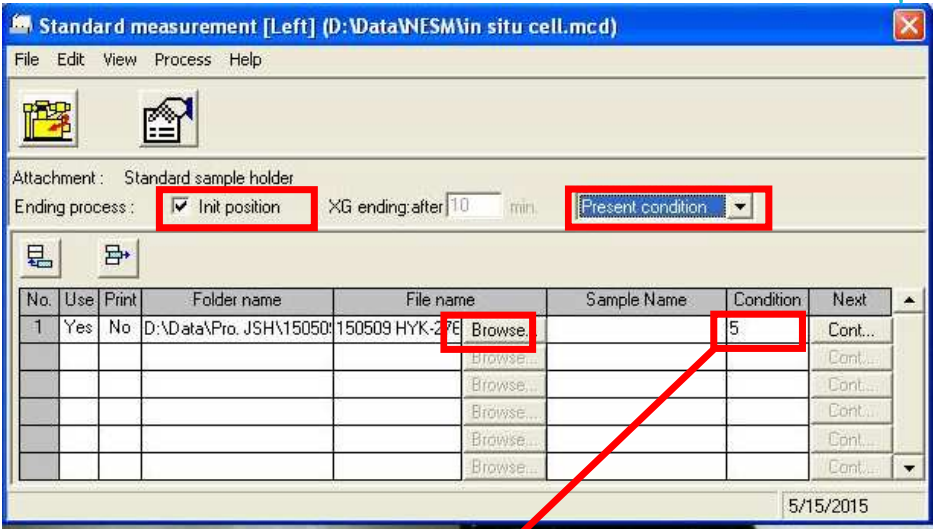 Standard measurement [Left] (D:\Data\NESM\in situ cell.mcd)
File Edit View Process Help
Attachment : Standard sample holder
Ending process : Init position XG ending:after 10 min. Present condition
No. Use Print Folder name File name Sample Name Condition Next
1 Yes No D:\Data\Pro. JSH\15050 150509 HYK-27 Browse... 5 Cont...
Browse... Cont...
Browse... Cont...
Browse... Cont...
Browse... Cont...
Browse... Cont...
5/15/2015